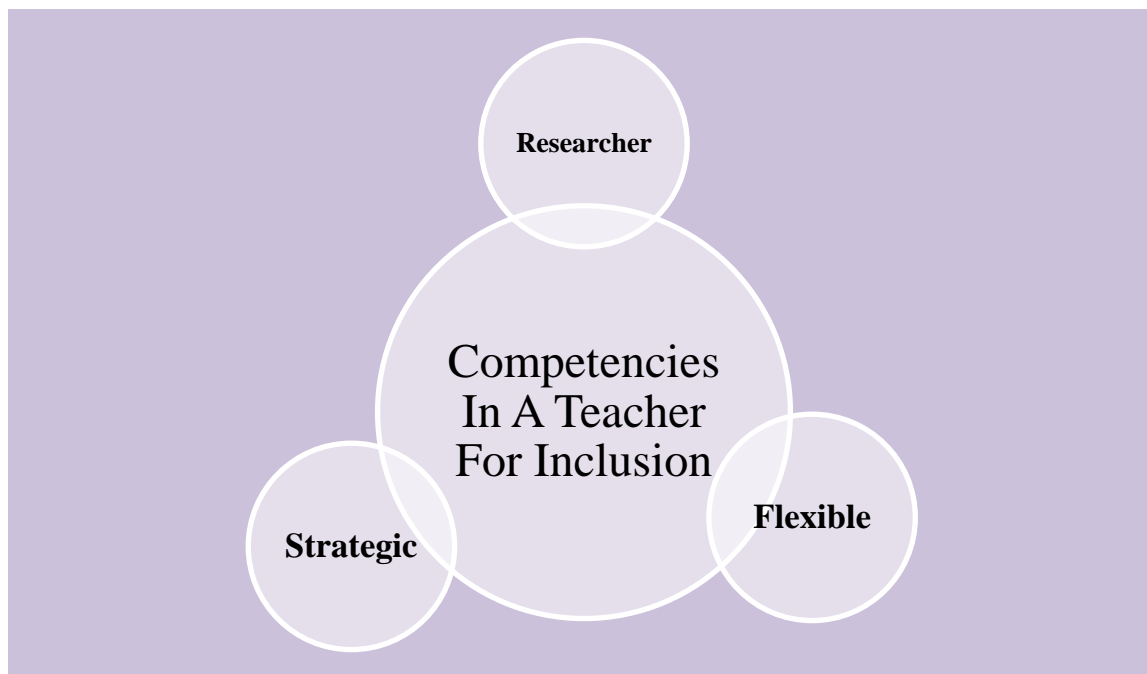 Researcher
Competencies
In A Teacher
For Inclusion
Flexible
Strategic